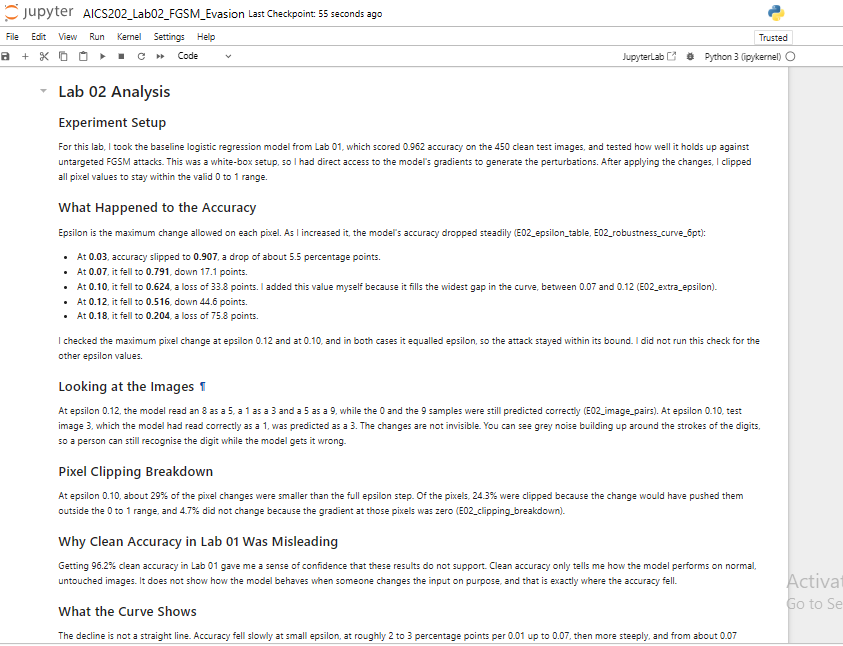 jupyter AICS202_Lab02_FGSM_Evasion Last Checkpoint: 55 seconds ago
File Edit View Run Kernel Settings Help
Trusted
Code
JupyterLab
Python 3 (ipykernel)
Lab 02 Analysis
Experiment Setup
For this lab, I took the baseline logistic regression model from Lab 01, which scored 0.962 accuracy on the 450 clean test images, and tested how well it holds up against
untargeted FGSM attacks. This was a white-box setup, so I had direct access to the model's gradients to generate the perturbations. After applying the changes, I clipped
all pixel values to stay within the valid 0 to 1 range.
What Happened to the Accuracy
Epsilon is the maximum change allowed on each pixel. As I increased it, the model's accuracy dropped steadily (E02_epsilon_table, E02_robustness_curve_6pt):
• At 0.03, accuracy slipped to 0.907, a drop of about 5.5 percentage points.
• At 0.07, it fell to 0.791, down 17.1 points.
• At 0.10, it fell to 0.624, a loss of 33.8 points. I added this value myself because it fills the widest gap in the curve, between 0.07 and 0.12 (E02_extra_epsilon).
• At 0.12, it fell to 0.516, down 44.6 points.
• At 0.18, it fell to 0.204, a loss of 75.8 points.
I checked the maximum pixel change at epsilon 0.12 and at 0.10, and in both cases it equalled epsilon, so the attack stayed within its bound. I did not run this check for the
other epsilon values.
Looking at the Images ¶
At epsilon 0.12, the model read an 8 as a 5, a 1 as a 3 and a 5 as a 9, while the 0 and the 9 samples were still predicted correctly (E02_image_pairs). At epsilon 0.10, test
image 3, which the model had read correctly as a 1, was predicted as a 3. The changes are not invisible. You can see grey noise building up around the strokes of the digits,
so a person can still recognise the digit while the model gets it wrong.
Pixel Clipping Breakdown
At epsilon 0.10, about 29% of the pixel changes were smaller than the full epsilon step. Of the pixels, 24.3% were clipped because the change would have pushed them
outside the 0 to 1 range, and 4.7% did not change because the gradient at those pixels was zero (E02_clipping_breakdown).
Why Clean Accuracy in Lab 01 Was Misleading
Getting 96.2% clean accuracy in Lab 01 gave me a sense of confidence that these results do not support. Clean accuracy only tells me how the model performs on normal,
untouched images. It does not show how the model behaves when someone changes the input on purpose, and that is exactly where the accuracy fell.
Activat
Go to Se
What the Curve Shows
The decline is not a straight line. Accuracy fell slowly at small epsilon, at roughly 2 to 3 percentage points per 0.01 up to 0.07, then more steeply, and from about 0.07